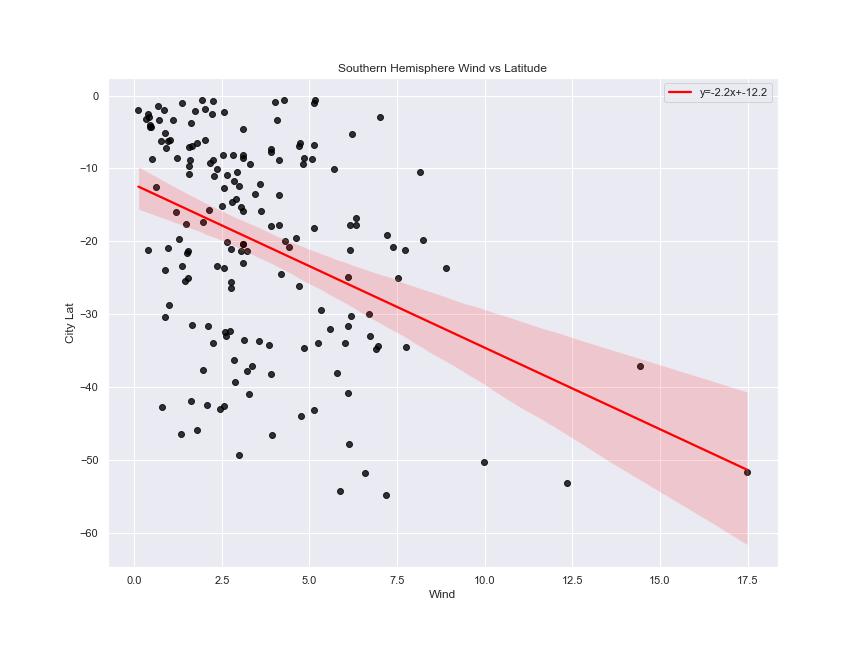 Southern Hemisphere Wind vs Latitude
y=-2.2x+-12.2
City Lat
0
−10
−20
−30
−40
−50
−60
0.0 2.5 5.0 7.5 10.0 12.5 15.0 17.5
Wind